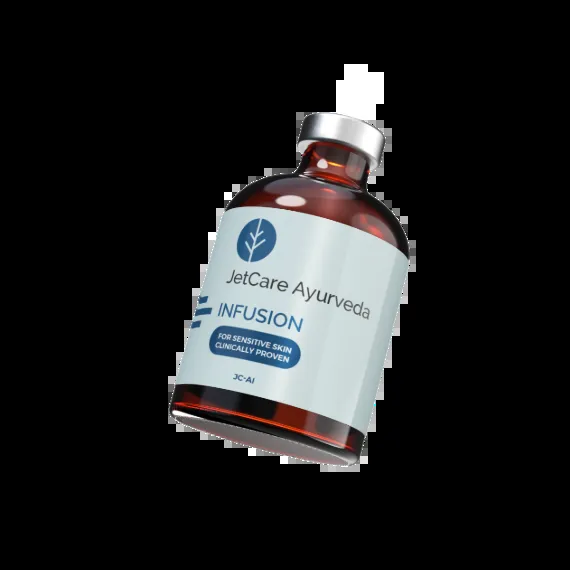 JetCare Ayurveda
INFUSION
FOR SENSITIVE SKIN
CLINICALLY PROVEN
JC-AI